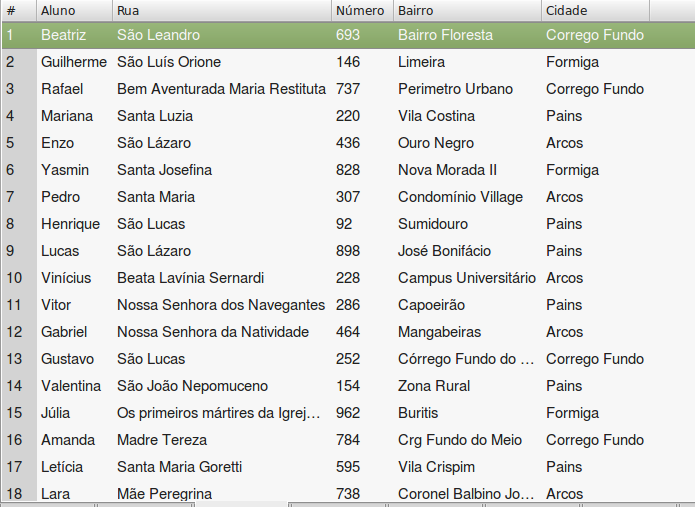 # Aluno Rua Número Bairro Cidade
1 Beatriz São Leandro 693 Bairro Floresta Corrego Fundo
2 Guilherme São Luís Orione 146 Limeira Formiga
3 Rafael Bem Aventurada Maria Restituta 737 Perimetro Urbano Corrego Fundo
4 Mariana Santa Luzia 220 Vila Costina Pains
5 Enzo São Lázaro 436 Ouro Negro Arcos
6 Yasmin Santa Josefina 828 Nova Morada II Formiga
7 Pedro Santa Maria 307 Condomínio Village Arcos
8 Henrique São Lucas 92 Sumidouro Pains
9 Lucas São Lázaro 898 José Bonifácio Pains
10 Vinícius Beata Lavínia Sernardi 228 Campus Universitário Arcos
11 Vitor Nossa Senhora dos Navegantes 286 Capoeirão Pains
12 Gabriel Nossa Senhora da Natividade 464 Mangabeiras Arcos
13 Gustavo São Lucas 252 Córrego Fundo do ... Corrego Fundo
14 Valentina São João Nepomuceno 154 Zona Rural Pains
15 Júlia Os primeiros mártires da Igrej... 962 Buritis Formiga
16 Amanda Madre Tereza 784 Crg Fundo do Meio Corrego Fundo
17 Letícia Santa Maria Goretti 595 Vila Crispim Pains
18 Lara Mãe Peregrina 738 Coronel Balbino Jo... Arcos